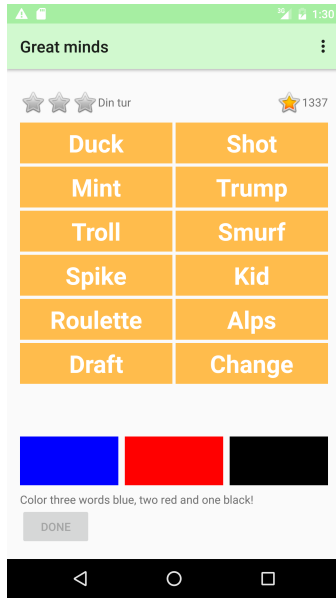 3G 1:30
Great minds
Din tur 1337
Duck Shot
Mint Trump
Troll Smurf
Spike Kid
Roulette Alps
Draft Change
Color three words blue, two red and one black!
DONE